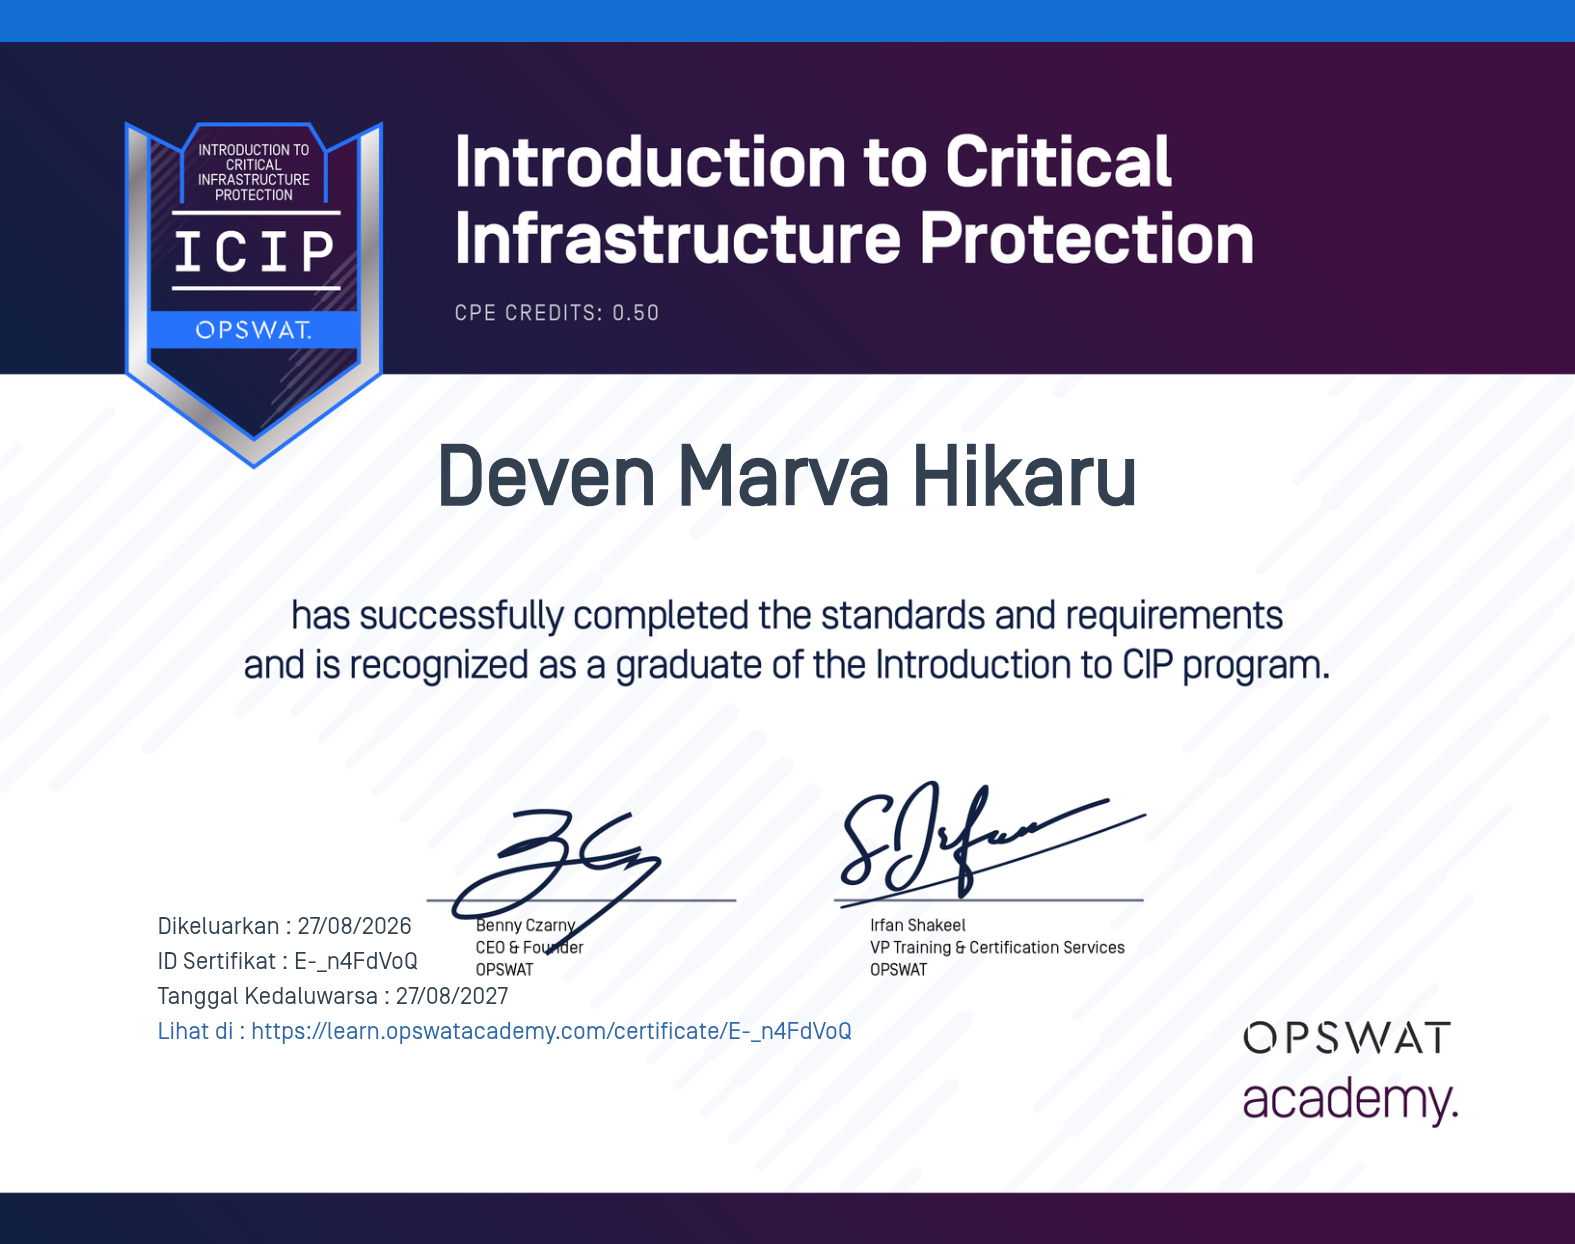 INTRODUCTION TO
CRITICAL
INFRASTRUCTURE
PROTECTION
ICIP
OPSWAT.
Introduction to Critical
Infrastructure Protection
CPE CREDITS: 0.50
Deven Marva Hikaru
has successfully completed the standards and requirements
and is recognized as a graduate of the Introduction to CIP program.
Benny Czarny
CEO & Founder
OPSWAT
Irfan Shakeel
VP Training & Certification Services
OPSWAT
Dikeluarkan : 27/08/2026
ID Sertifikat : E-_n4FdVoQ
Tanggal Kedaluwarsa : 27/08/2027
Lihat di : https://learn.opswatacademy.com/certificate/E-_n4FdVoQ
OPSWAT
academy.